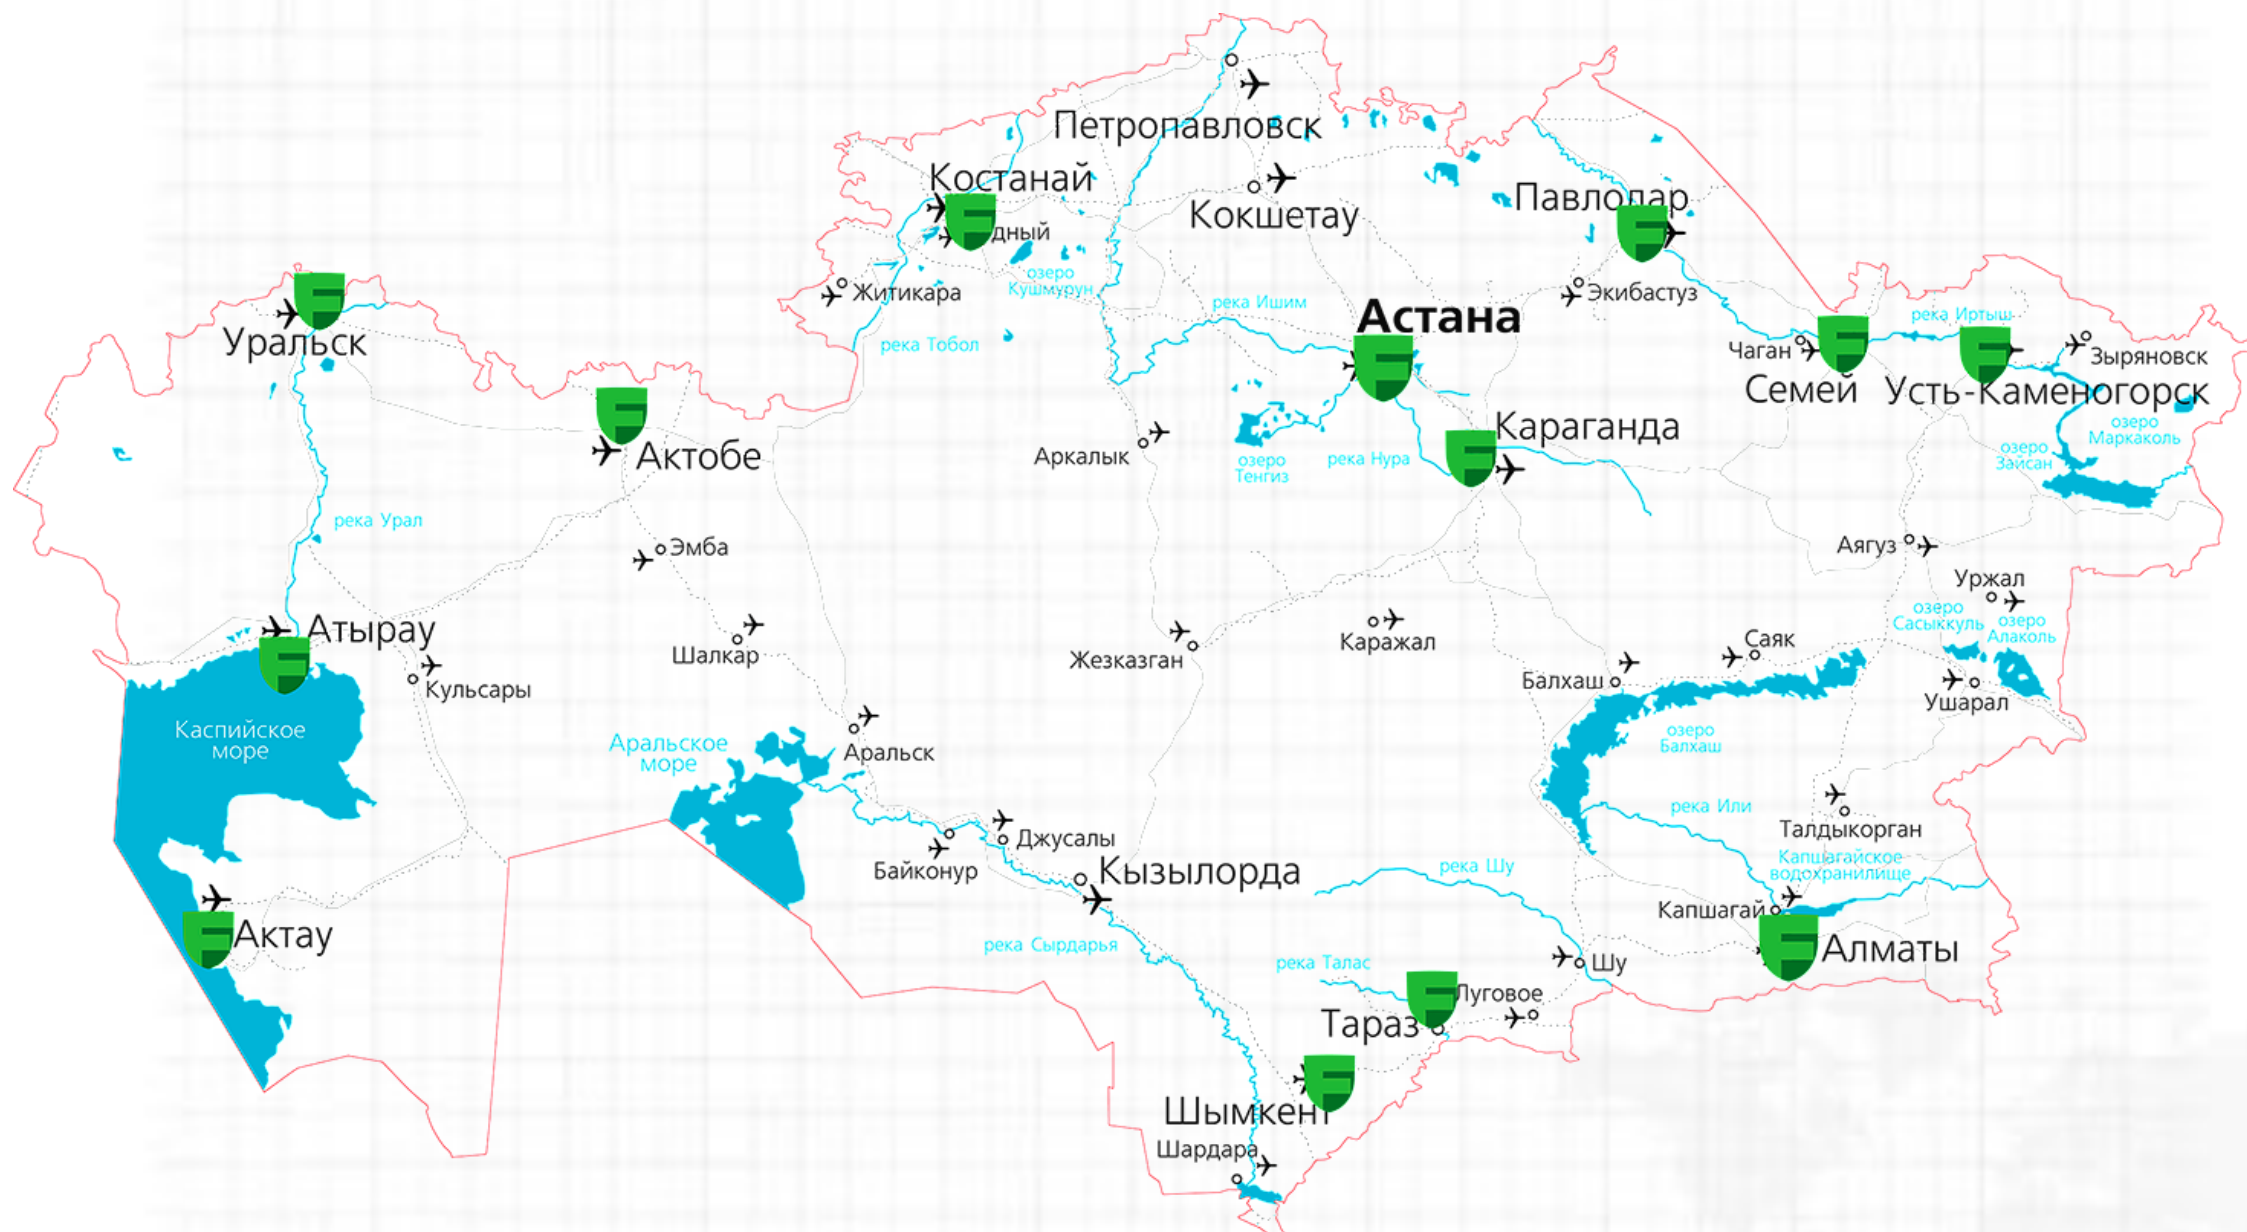 Петропавловск
Костанай
Кокшетау
Павлодар
дный
озеро
Кушмурун
Житикара
река Ишим
Экибастуз
Астана
река Иртыш
Уральск
река Тобол
Чаган
Зыряновск
Семей
Усть-Каменогорск
Караганда
озеро
Маркаколь
Актобе
Аркалык
озеро
Тенгиз
река Нура
озеро
Зайсан
река Урал
Эмба
Аягуз
Уржал
озеро
Сасыккуль
озеро
Алаколь
Атырау
Шалкар
Жезказган
Каражал
Саяк
Кульсары
Балхаш
Ушарал
Каспийское
море
Аральское
море
Аральск
озеро
Балхаш
река Или
Талдыкорган
Джусалы
Байконур
Кызылорда
река Шу
Капшагайское
водохранилище
Капшагай
Актау
река Сырдарья
река Талас
Шу
Алматы
Луговое
Тараз
Шымкент
Шардара